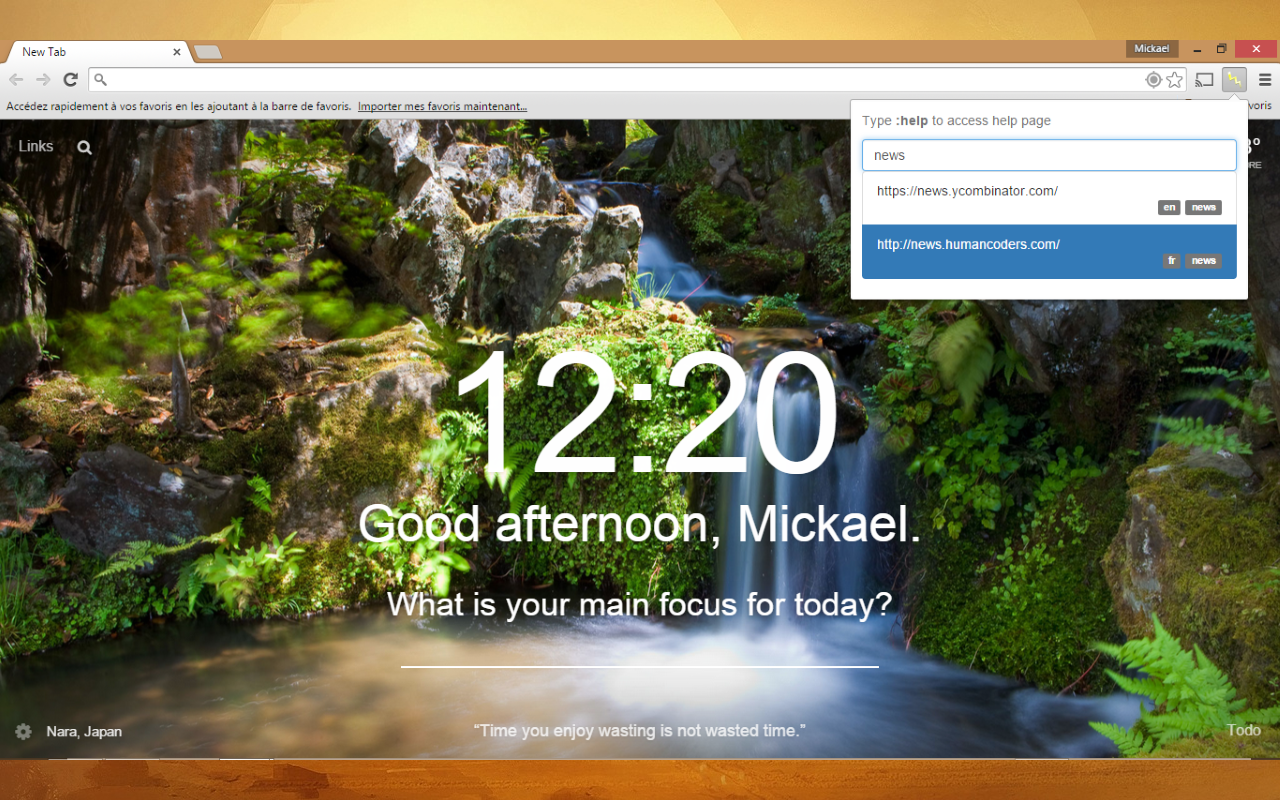 New Tab
Mickael
Accédez rapidement à vos favoris en les ajoutant à la barre de favoris. Importer mes favoris maintenant...
voris
Type :help to access help page
Links
news
https://news.ycombinator.com/
en news
http://news.humancoders.com/
fr news
12:20
Good afternoon, Mickael.
What is your main focus for today?
Nara, Japan
“Time you enjoy wasting is not wasted time.”
Todo